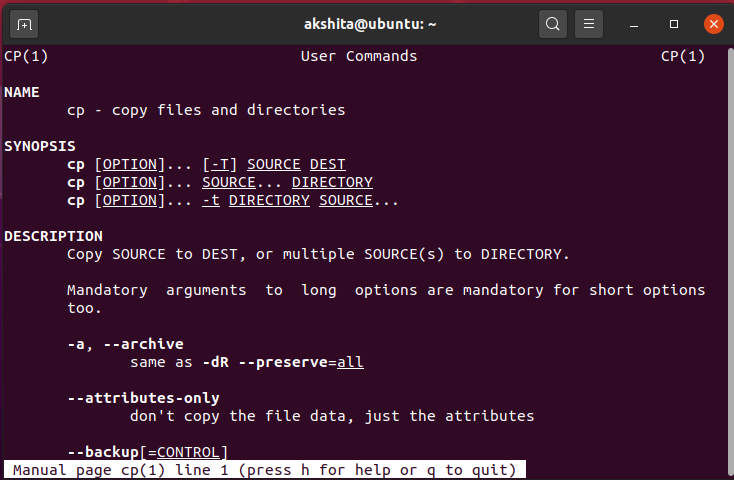 akshita@ubuntu: ~
CP(1) User Commands CP(1)
NAME
cp - copy files and directories
SYNOPSIS
cp [OPTION]... [-T] SOURCE DEST
cp [OPTION]... SOURCE... DIRECTORY
cp [OPTION]... -t DIRECTORY SOURCE...
DESCRIPTION
Copy SOURCE to DEST, or multiple SOURCE(s) to DIRECTORY.
Mandatory arguments to long options are mandatory for short options
too.
-a, --archive
same as -dR --preserve=all
--attributes-only
don't copy the file data, just the attributes
--backup[=CONTROL]
Manual page cp(1) line 1 (press h for help or q to quit)